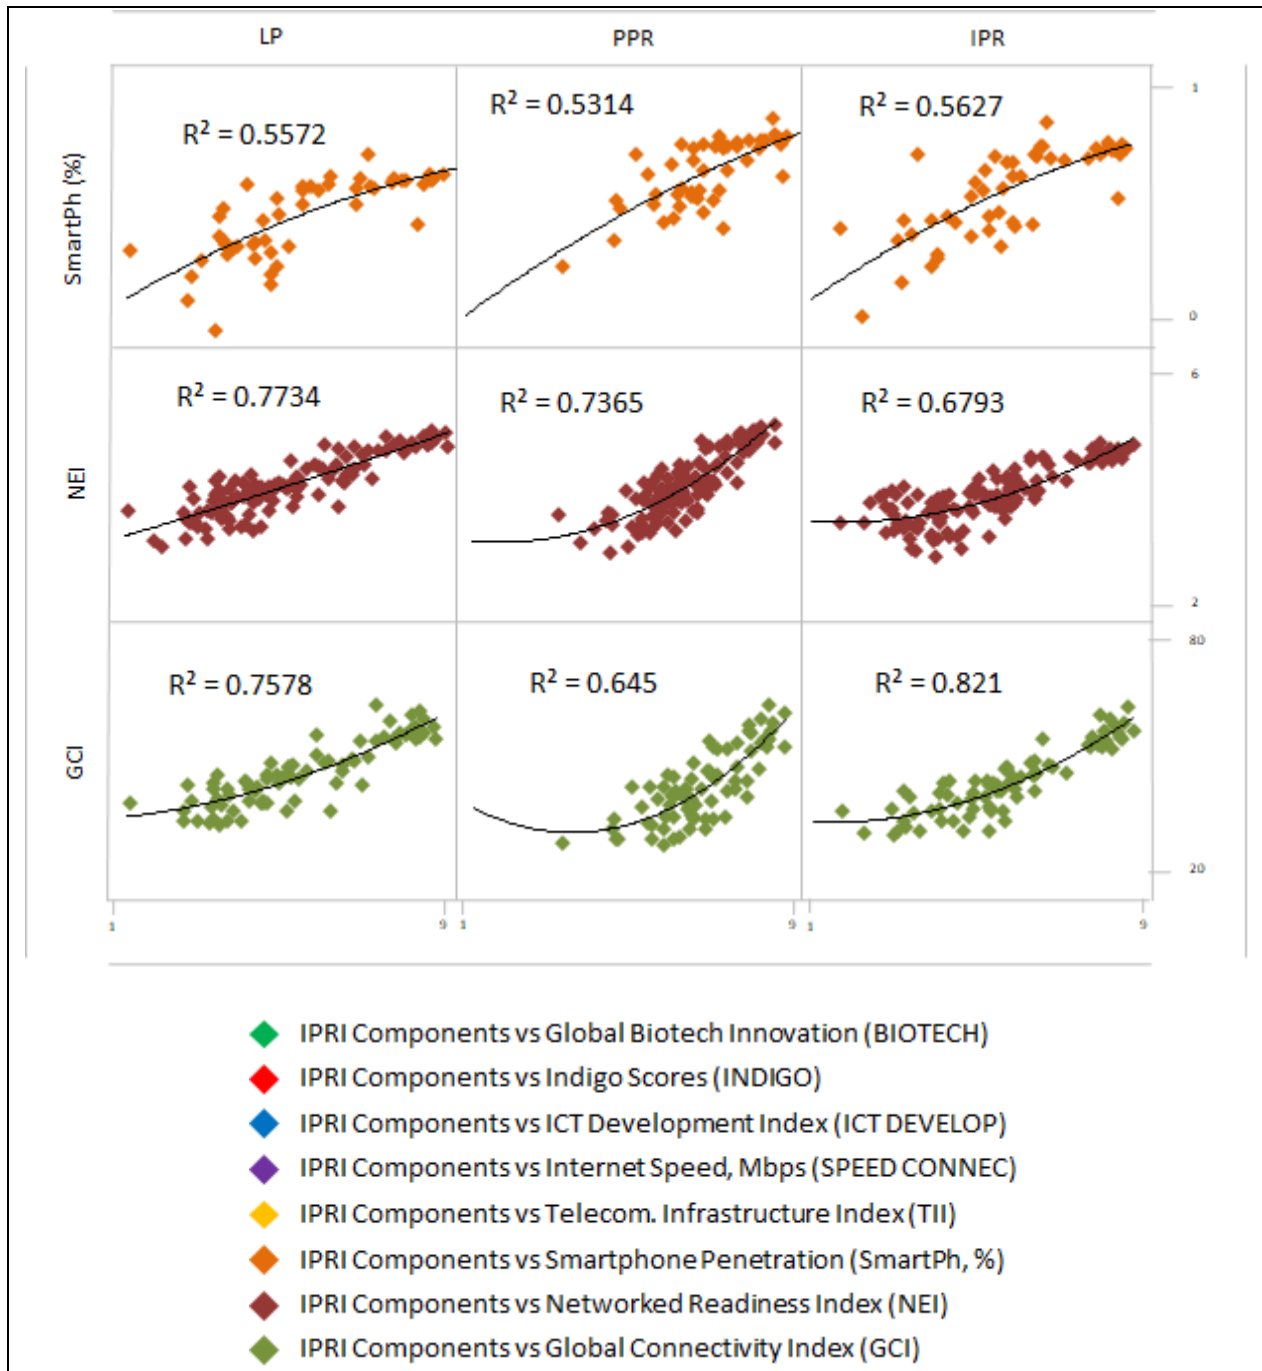 LP PPR IPR
R² = 0.5572 R² = 0.5314 R² = 0.5627 1
SmartPh (%)
0
R² = 0.7734 R² = 0.7365 R² = 0.6793 6
NEI
2
R² = 0.7578 R² = 0.645 R² = 0.821 80
GCI
20
1 9 1 9 1 9
IPRI Components vs Global Biotech Innovation (BIOTECH)
IPRI Components vs Indigo Scores (INDIGO)
IPRI Components vs ICT Development Index (ICT DEVELOP)
IPRI Components vs Internet Speed, Mbps (SPEED CONNEC)
IPRI Components vs Telecom. Infrastructure Index (TII)
IPRI Components vs Smartphone Penetration (SmartPh, %)
IPRI Components vs Networked Readiness Index (NEI)
IPRI Components vs Global Connectivity Index (GCI)